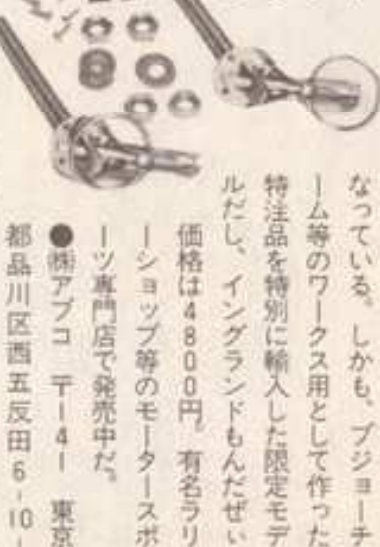 なっている。しかも、プジョーチ
ーム等のワークス用として作った
特注品を特別に輸入した限定モデ
ルだし、イングランドもんだぜぃ
価格は4800円。有名ラリ
ーショップ等のモータースポ
ーツ専門店で発売中だ。
●㈱アブコ 〒141 東京
都品川区西五反田6-10-